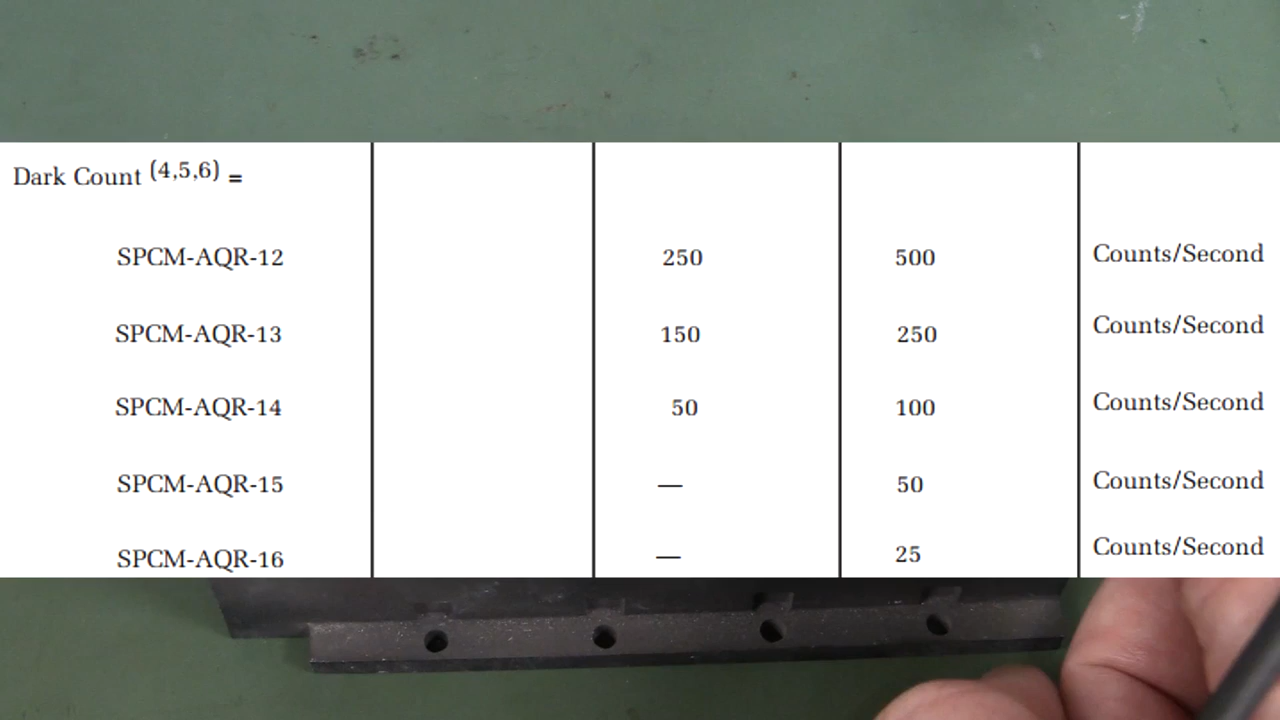 Dark Count (4,5,6) =
SPCM-AQR-12 250 500 Counts/Second
SPCM-AQR-13 150 250 Counts/Second
SPCM-AQR-14 50 100 Counts/Second
SPCM-AQR-15 — 50 Counts/Second
SPCM-AQR-16 — 25 Counts/Second